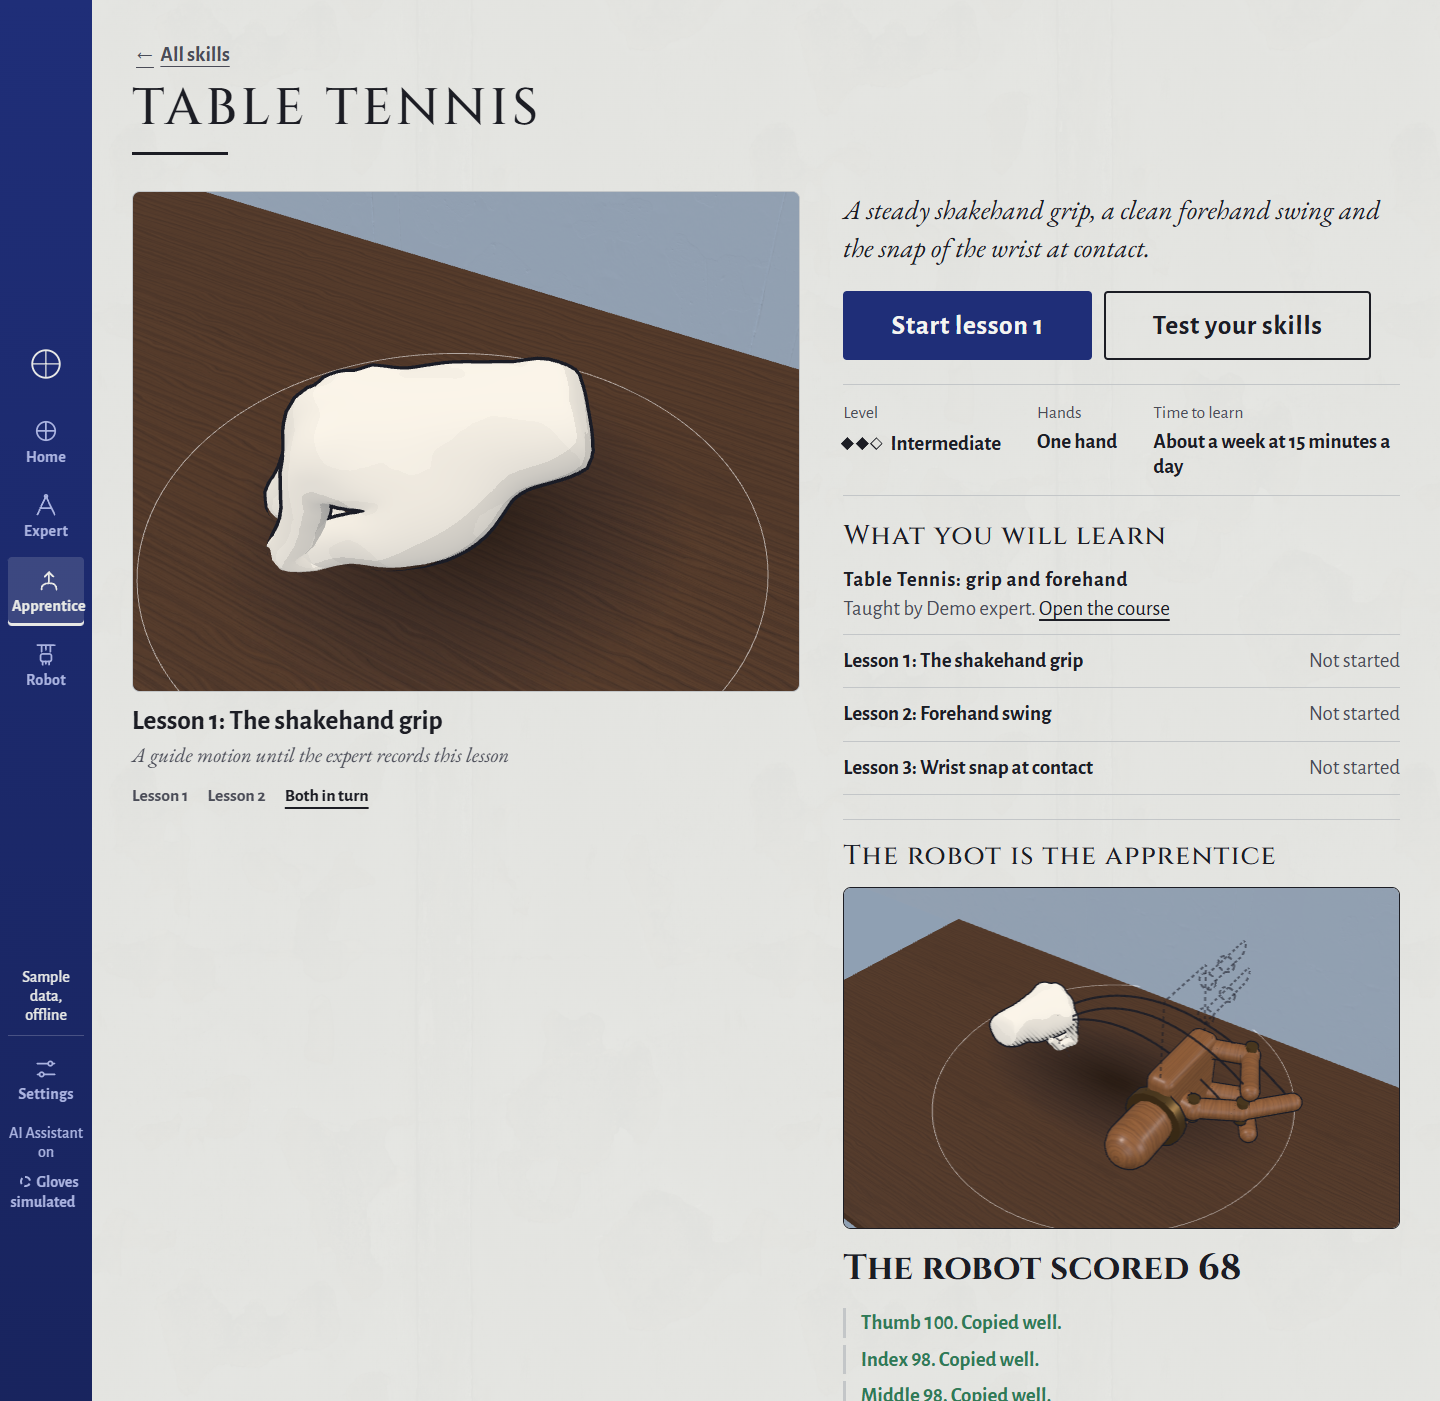 ← All skills
TABLE TENNIS
Home
Expert
Apprentice
Robot
Sample
data,
offline
Settings
AI Assistant
on
Gloves
simulated
Lesson 1: The shakehand grip
A guide motion until the expert records this lesson
Lesson 1 Lesson 2 Both in turn
A steady shakehand grip, a clean forehand swing and
the snap of the wrist at contact.
Start lesson 1 Test your skills
Level Hands Time to learn
Intermediate One hand About a week at 15 minutes a
day
WHAT YOU WILL LEARN
Table Tennis: grip and forehand
Taught by Demo expert. Open the course
Lesson 1: The shakehand grip Not started
Lesson 2: Forehand swing Not started
Lesson 3: Wrist snap at contact Not started
THE ROBOT IS THE APPRENTICE
THE ROBOT SCORED 68
Thumb 100. Copied well.
Index 98. Copied well.
Middle 98. Copied well.